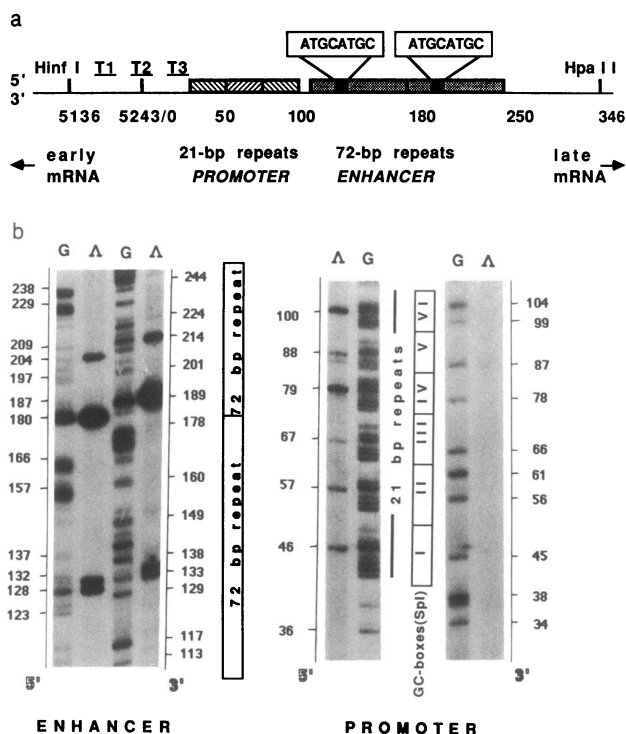 a
ATGCATGC ATGCATGC
Hinf I T1 T2 T3 Hpa II
5'
3'
5136 5243/0 50 100 180 250 346
early mRNA
21-bp repeats PROMOTER
72-bp repeats ENHANCER
late mRNA
b
G Λ G Λ
238
229
209
204
197
187
180
166
157
137
132
128
123
244
224
214
201
189
178
160
149
138
133
129
117
113
72 bp repeat
72 bp repeat
5' 3'
ENHANCER
Λ G
100
88
79
67
57
46
36
21 bp repeats
VI
V
IV
III
II
I
GC-boxes(SpI)
G Λ
104
99
87
78
66
61
56
45
38
34
5' 3'
PROMOTER